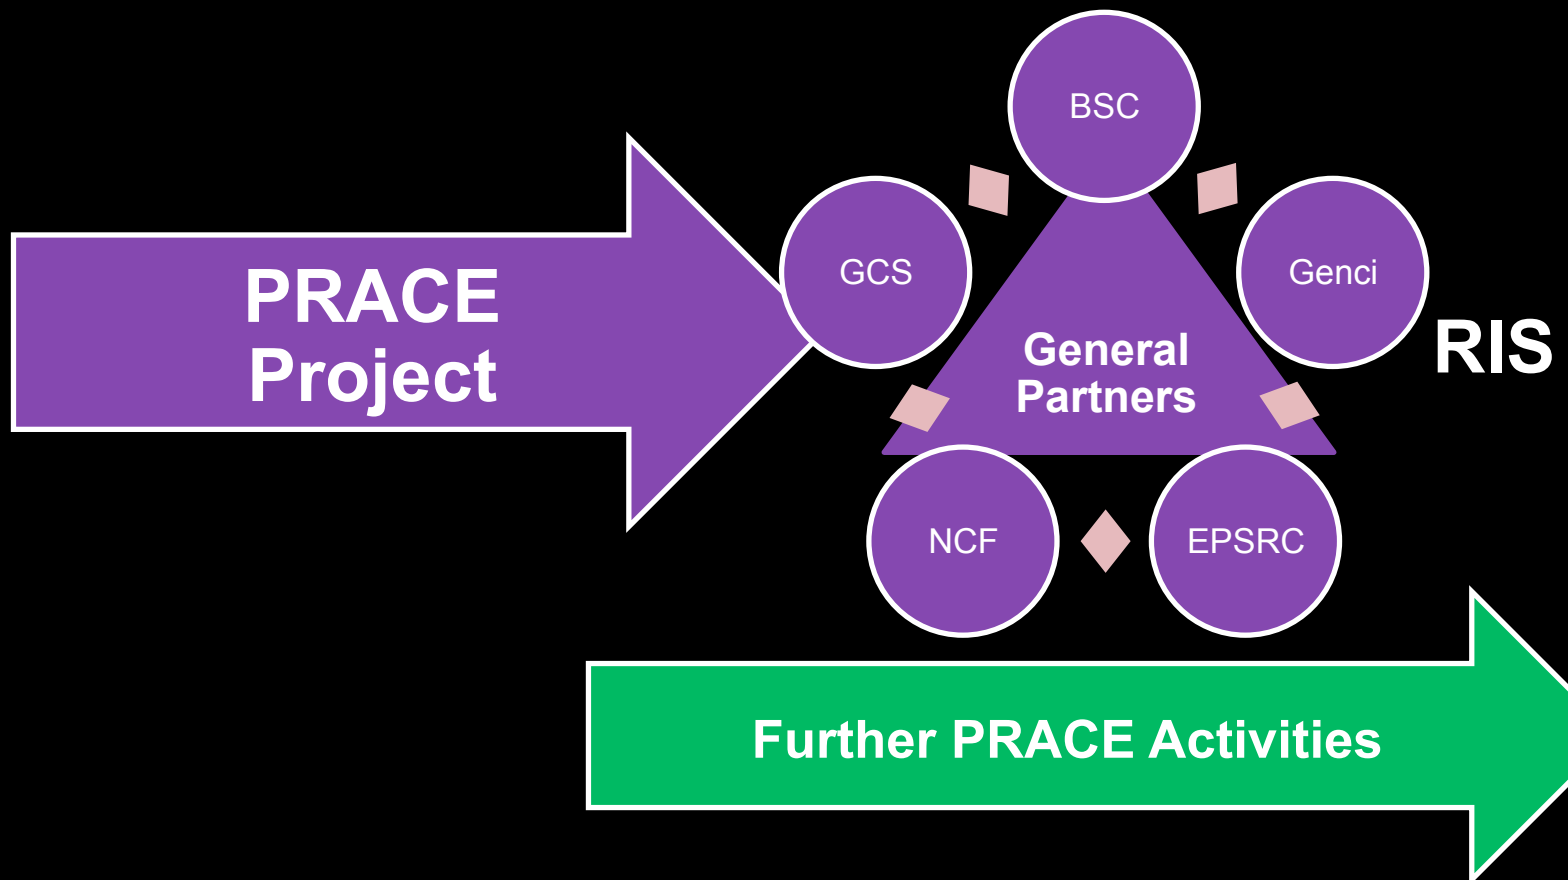 BSC
GCS
Genci
PRACE
Project
General
Partners
RIS
NCF
EPSRC
Further PRACE Activities